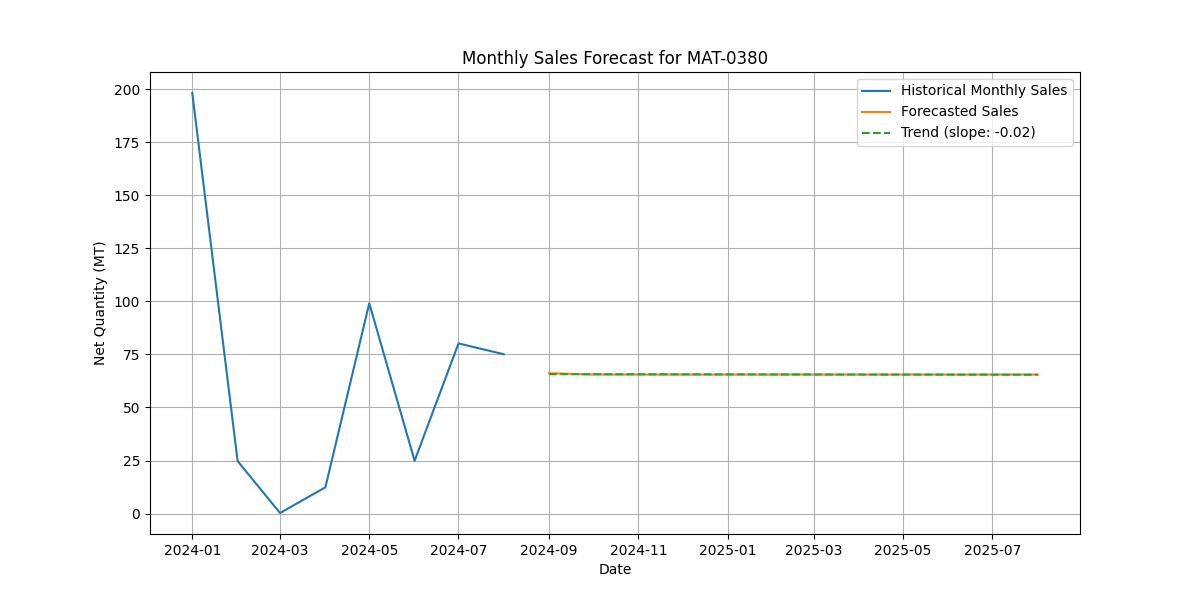 Monthly Sales Forecast for MAT-0380
Historical Monthly Sales
Forecasted Sales
Trend (slope: -0.02)
Net Quantity (MT)
200
175
150
125
100
75
50
25
0
2024-01 2024-03 2024-05 2024-07 2024-09 2024-11 2025-01 2025-03 2025-05 2025-07
Date